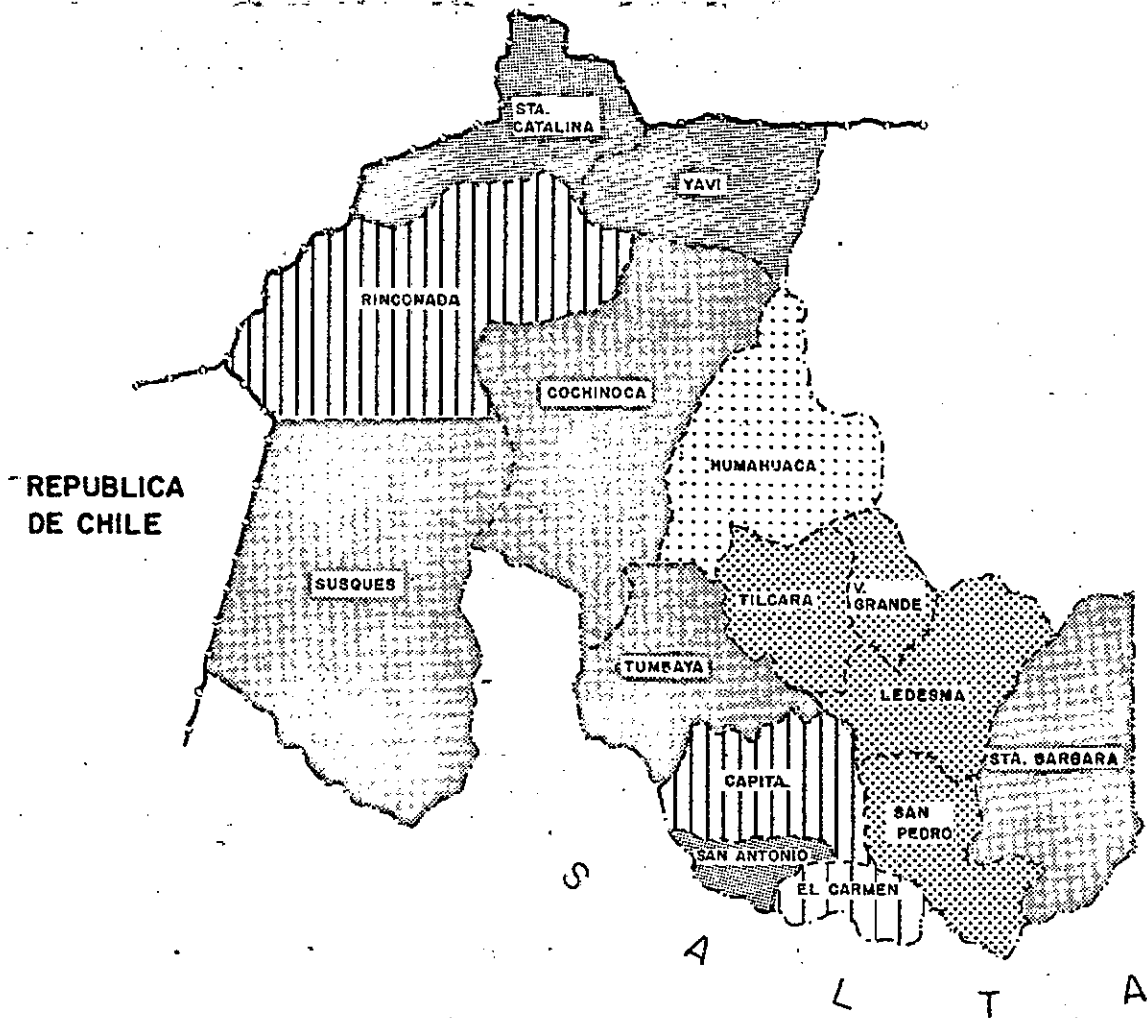 STA.
CATALINA
YAVI
RINCONADA
COCHINOCA
HUMAHUACA
REPUBLICA
DE CHILE
SUSQUES
TILCARA
V.
GRANDE
TUMBAYA
LEDESMA
STA. BARBARA
CAPITA
SAN
PEDRO
SAN ANTONIO
EL CARMEN
SALTA